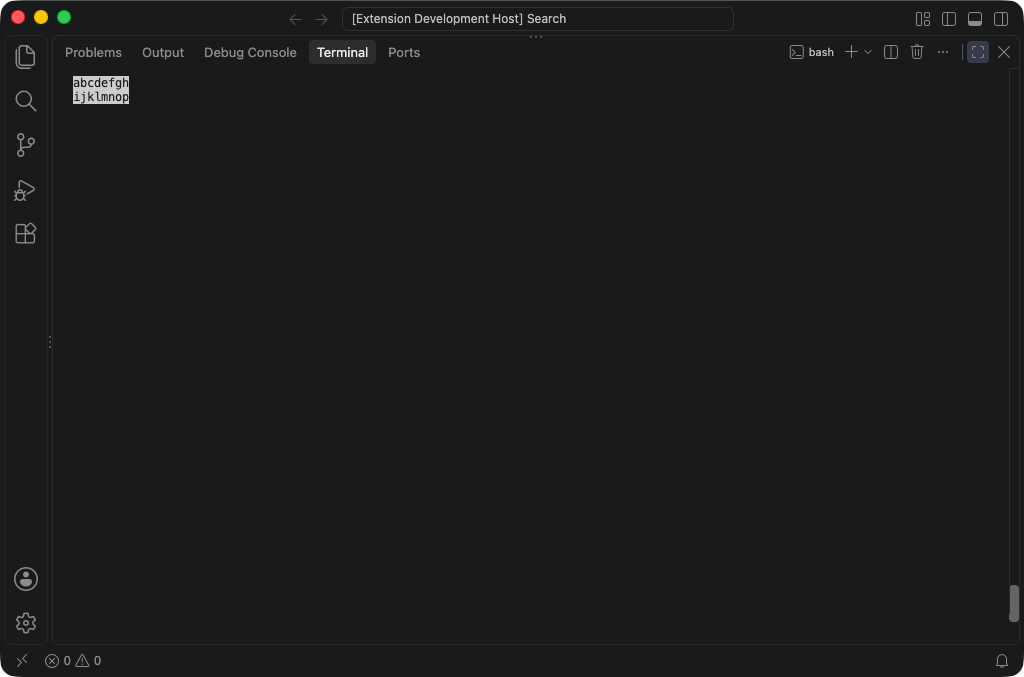 [Extension Development Host] Search
Problems Output Debug Console Terminal Ports bash
abcdefgh
ijklmnop
0 0